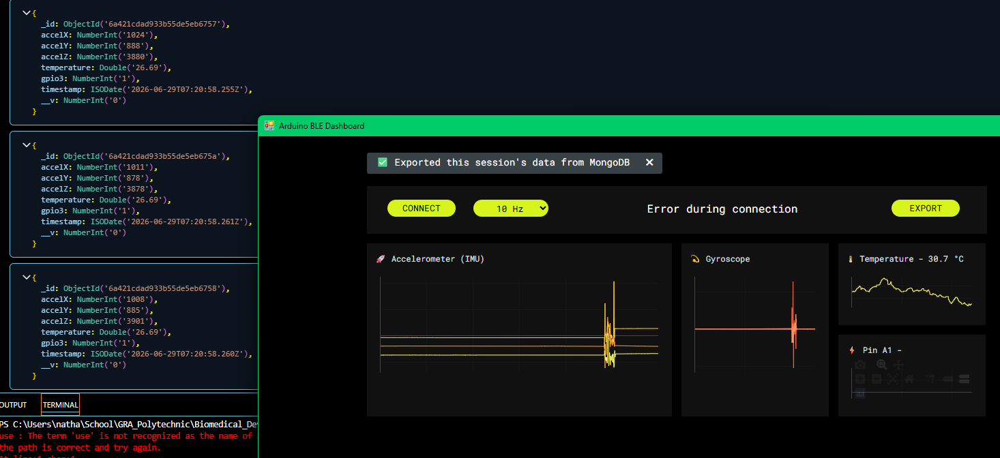 {
_id: ObjectId('6a421cdad933b55de5eb6757'),
accelX: NumberInt('1024'),
accelY: NumberInt('888'),
accelZ: NumberInt('3880'),
temperature: Double('26.69'),
gpio3: NumberInt('1'),
timestamp: ISODate('2026-06-29T07:20:58.255Z'),
__v: NumberInt('0')
}
{
_id: ObjectId('6a421cdad933b55de5eb675a'),
accelX: NumberInt('1011'),
accelY: NumberInt('878'),
accelZ: NumberInt('3878'),
temperature: Double('26.69'),
gpio3: NumberInt('1'),
timestamp: ISODate('2026-06-29T07:20:58.261Z'),
__v: NumberInt('0')
}
{
_id: ObjectId('6a421cdad933b55de5eb6758'),
accelX: NumberInt('1008'),
accelY: NumberInt('885'),
accelZ: NumberInt('3901'),
temperature: Double('26.69'),
gpio3: NumberInt('1'),
timestamp: ISODate('2026-06-29T07:20:58.260Z'),
__v: NumberInt('0')
}
OUTPUT TERMINAL
PS C:\Users\natha\School\GRA_Polytechnic\Biomedical_De
use : The term 'use' is not recognized as the name of
the path is correct and try again.
Arduino BLE Dashboard
✅ Exported this session's data from MongoDB ✕
CONNECT 10 Hz Error during connection EXPORT
🚀 Accelerometer (IMU)
💫 Gyroscope
🌡 Temperature - 30.7 °C
⚡ Pin A1 -